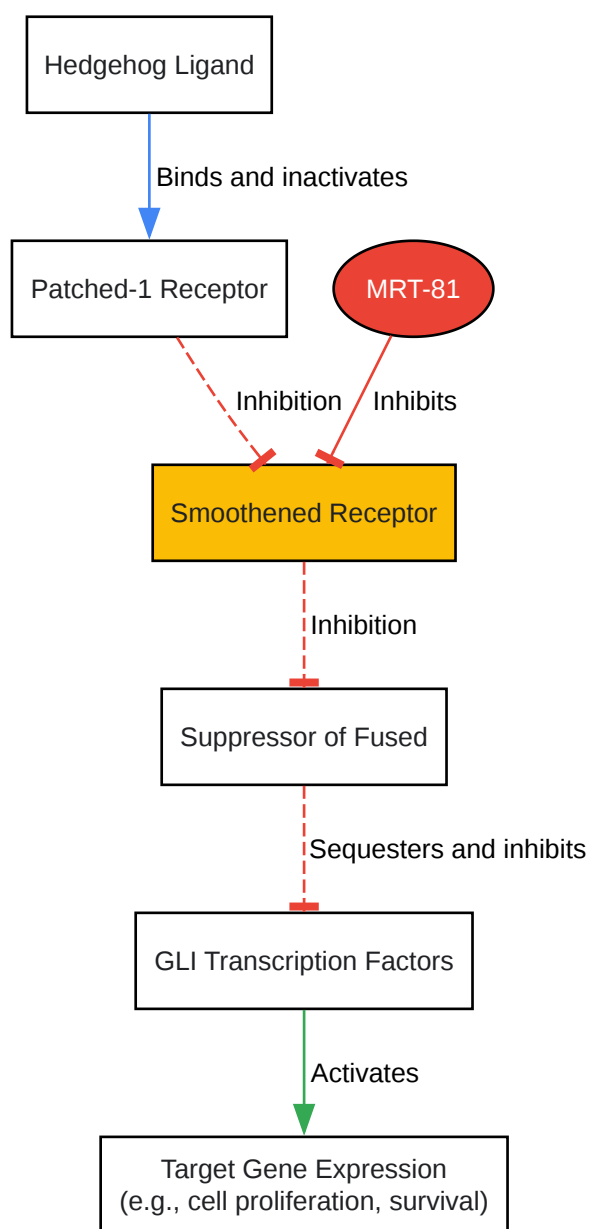 Hedgehog Ligand
Binds and inactivates
Patched-1 Receptor
MRT-81
Inhibition
Inhibits
Smoothened Receptor
Inhibition
Suppressor of Fused
Sequesters and inhibits
GLI Transcription Factors
Activates
Target Gene Expression
(e.g., cell proliferation, survival)